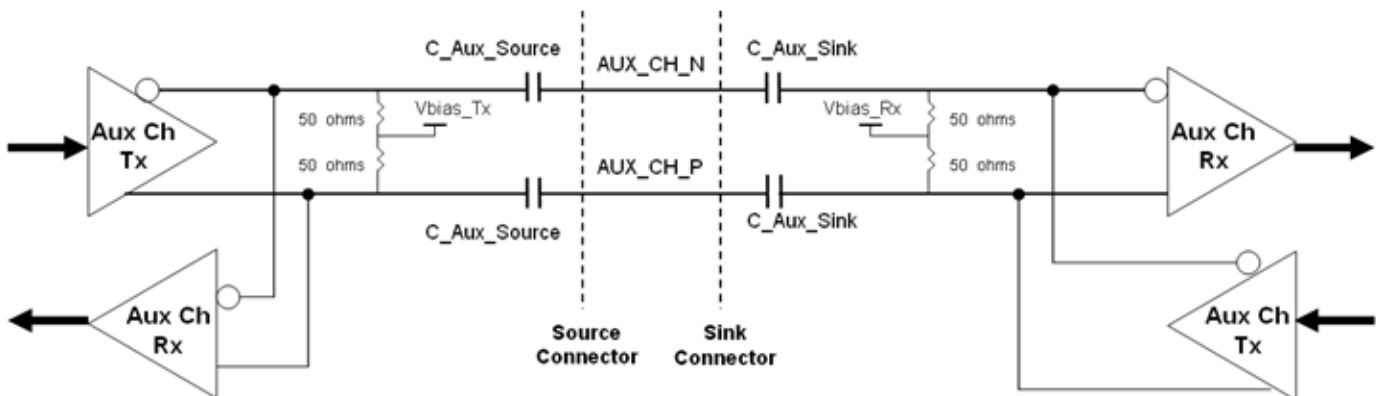 C_Aux_Source
AUX_CH_N
C_Aux_Sink
Aux Ch
Tx
50 ohms
Vbias_Tx
50 ohms
Vbias_Rx
50 ohms
50 ohms
Aux Ch
Rx
AUX_CH_P
C_Aux_Source
C_Aux_Sink
Aux Ch
Rx
Source
Connector
Sink
Connector
Aux Ch
Tx